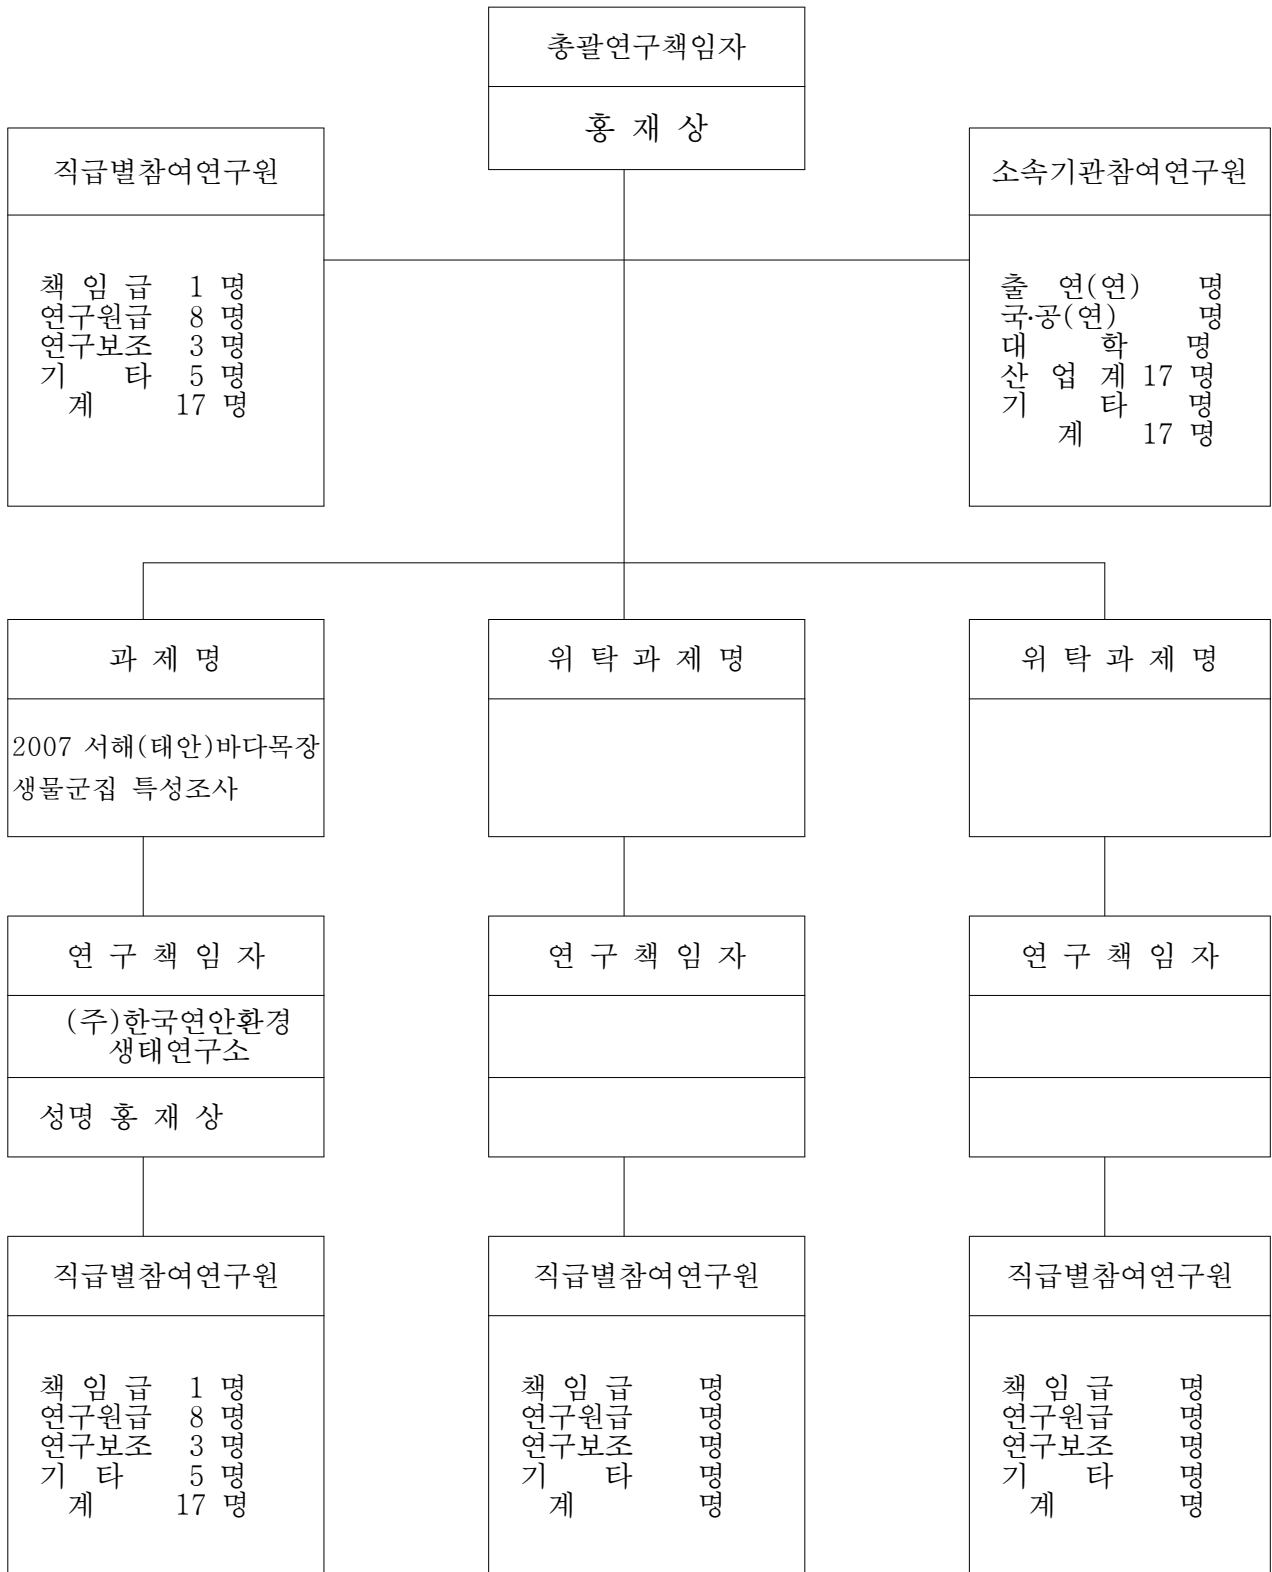 총괄연구책임자
홍 재 상
직급별참여연구원
책 임 급 1 명
연구원급 8 명
연구보조 3 명
기 타 5 명
계 17 명
소속기관참여연구원
출 연(연) 명
국·공(연) 명
대 학 명
산 업 계 17 명
기 타 명
계 17 명
과 제 명
2007 서해(태안)바다목장
생물군집 특성조사
위 탁 과 제 명
위 탁 과 제 명
연 구 책 임 자
(주)한국연안환경
생태연구소
성명 홍 재 상
연 구 책 임 자
연 구 책 임 자
직급별참여연구원
책 임 급 1 명
연구원급 8 명
연구보조 3 명
기 타 5 명
계 17 명
직급별참여연구원
책 임 급 명
연구원급 명
연구보조 명
기 타 명
계 명
직급별참여연구원
책 임 급 명
연구원급 명
연구보조 명
기 타 명
계 명